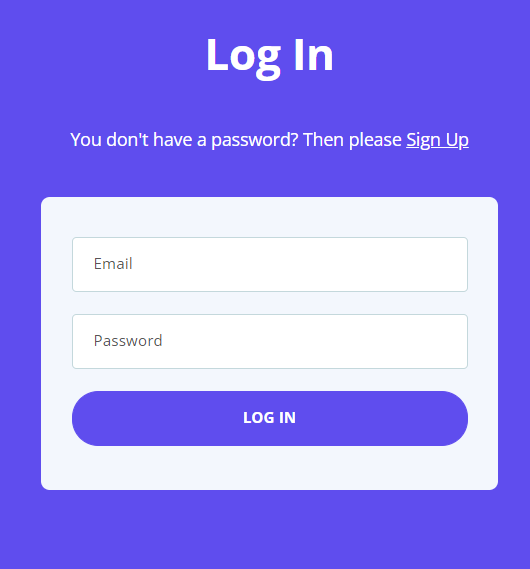 Log In
You don't have a password? Then please Sign Up
Email
Password
LOG IN